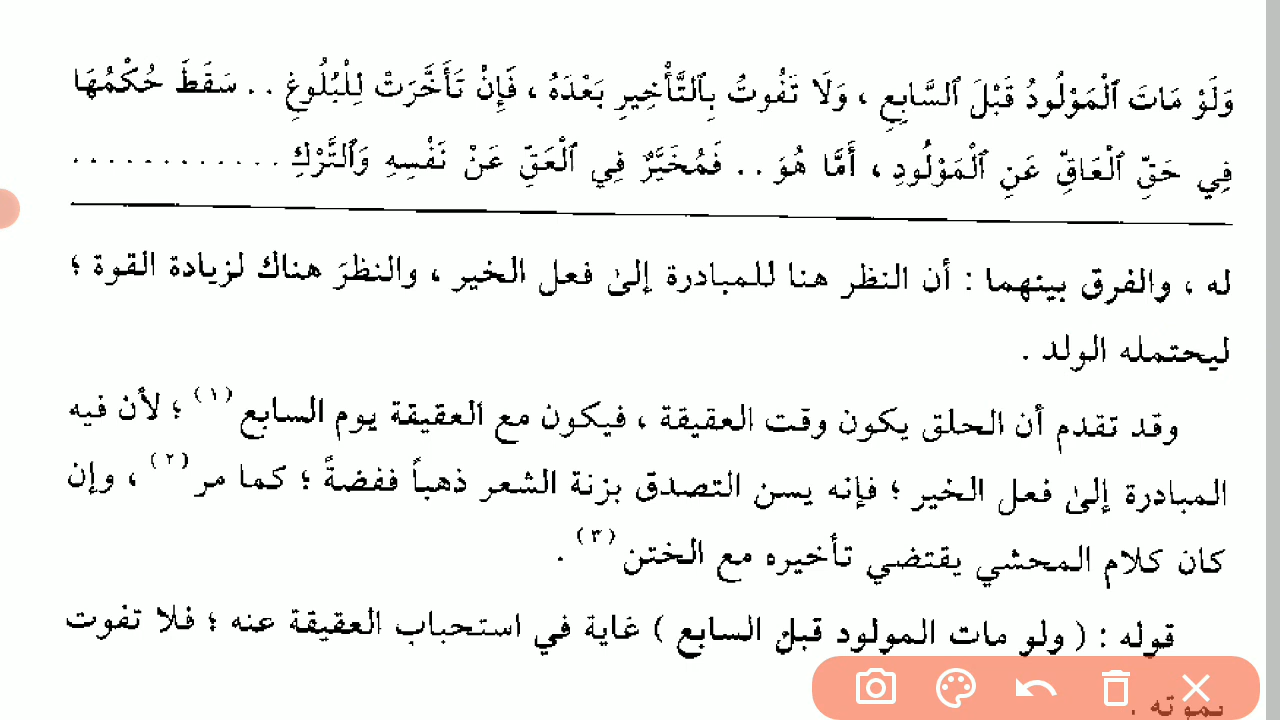 وَلَوْ مَاتَ ٱلْمَوْلُودُ قَبْلَ ٱلسَّابِعِ ، وَلَا تَفُوتُ بِٱلتَّأْخِيرِ بَعْدَهُ ، فَإِنْ تَأَخَّرَتْ لِلْبُلُوغِ .. سَقَطَ حُكْمُهَا
فِي حَقِّ ٱلْعَاقِّ عَنِ ٱلْمَوْلُودِ ، أَمَّا هُوَ .. فَمُخَيَّرٌ فِي ٱلْعَقِّ عَنْ نَفْسِهِ وَٱلتَّرْكِ ............
له ، والفرق بينهما : أن النظر هنا للمبادرة إلىٰ فعل الخير ، والنظرَ هناك لزيادة القوة ؛
ليحتمله الولد .
وقد تقدم أن الحلق يكون وقت العقيقة ، فيكون مع العقيقة يوم السابع (١) ؛ لأن فيه
المبادرة إلىٰ فعل الخير ؛ فإنه يسن التصدق بزنة الشعر ذهباً ففضةً ؛ كما مر (٢) ، وإن
كان كلام المحشي يقتضي تأخيره مع الختن (٣) .
قوله : ( ولو مات المولود قبل السابع ) غاية في استحباب العقيقة عنه ؛ فلا تفوت
بموته .